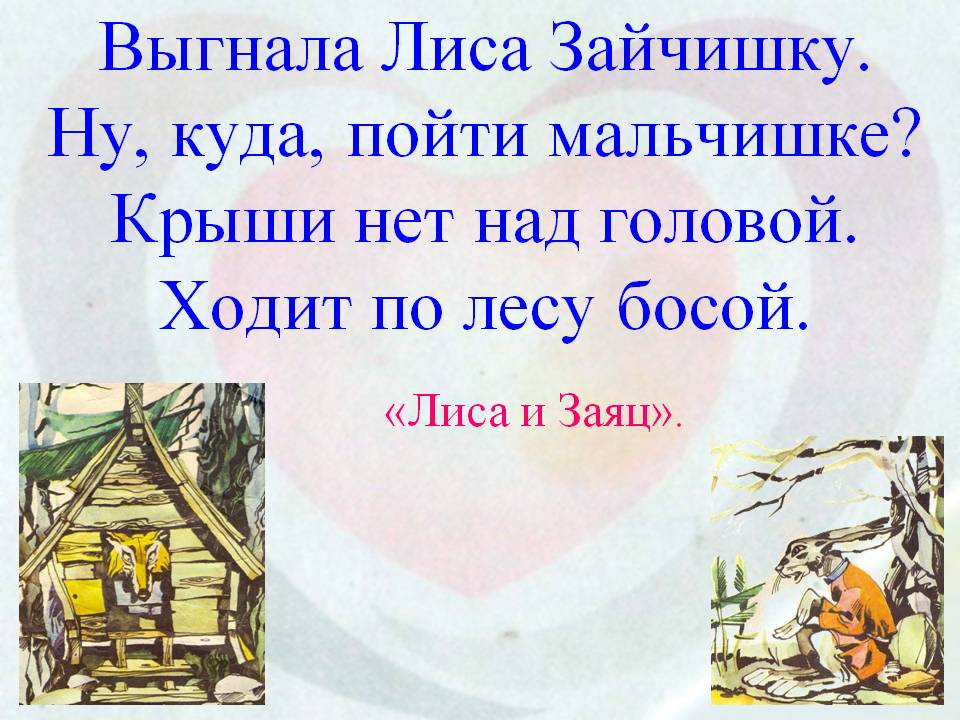 Выгнала Лиса Зайчишку.
Ну, куда, пойти мальчишке?
Крыши нет над головой.
Ходит по лесу босой.
«Лиса и Заяц».